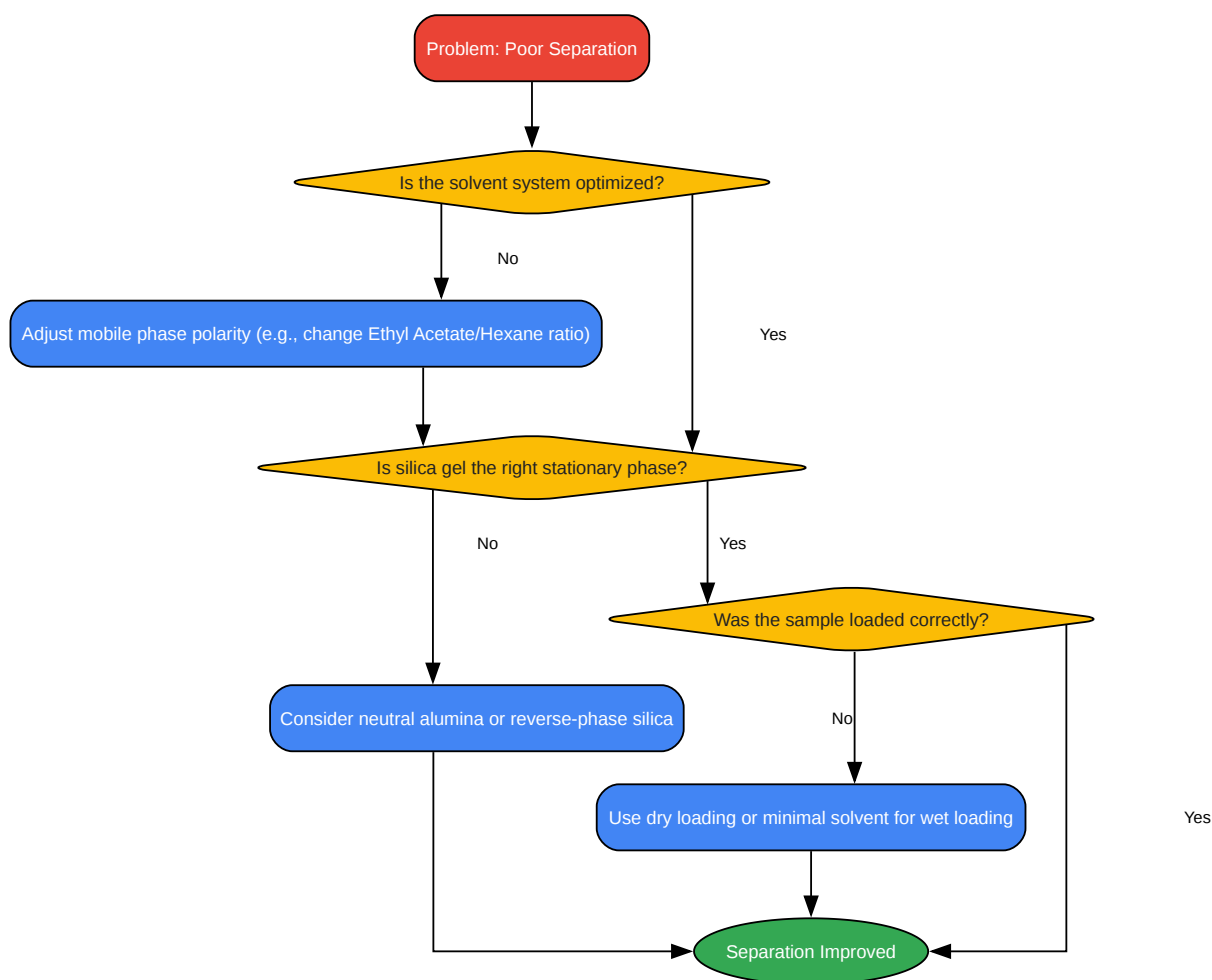 Problem: Poor Separation
Is the solvent system optimized?
No
Adjust mobile phase polarity (e.g., change Ethyl Acetate/Hexane ratio)
Yes
Is silica gel the right stationary phase?
No
Yes
Was the sample loaded correctly?
Consider neutral alumina or reverse-phase silica
No
Use dry loading or minimal solvent for wet loading
Yes
Separation Improved